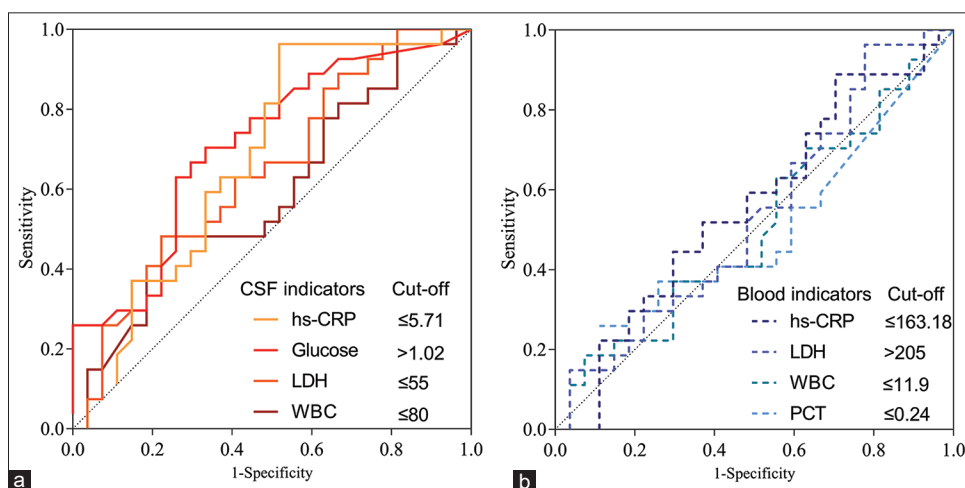 1.0
0.8
0.6
0.4
0.2
0.0
Sensitivity
CSF indicators Cut-off
hs-CRP ≤5.71
Glucose >1.02
LDH ≤55
WBC ≤80
0.0 0.2 0.4 0.6 0.8 1.0
1-Specificity
a
1.0
0.8
0.6
0.4
0.2
0.0
Sensitivity
Blood indicators Cut-off
hs-CRP ≤163.18
LDH >205
WBC ≤11.9
PCT ≤0.24
0.0 0.2 0.4 0.6 0.8 1.0
1-Specificity
b